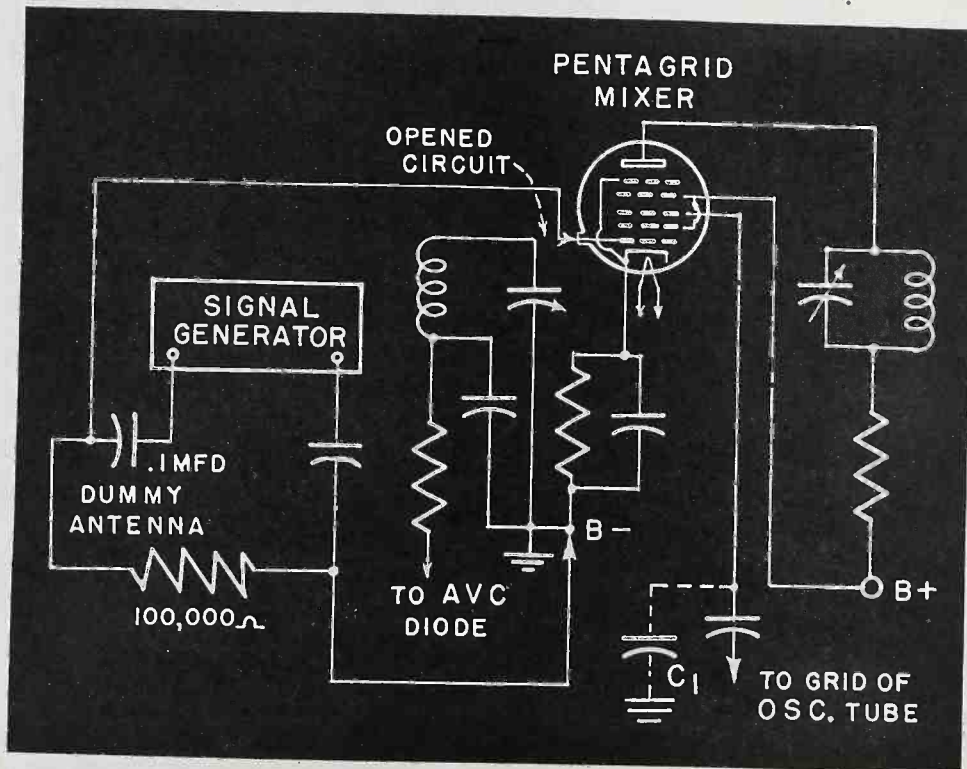 PENTAGRID
MIXER
OPENED
CIRCUIT
SIGNAL
GENERATOR
.1MFD
DUMMY
ANTENNA
100,000Ω
B-
TO AVC
DIODE
B+
C1
TO GRID OF
OSC. TUBE